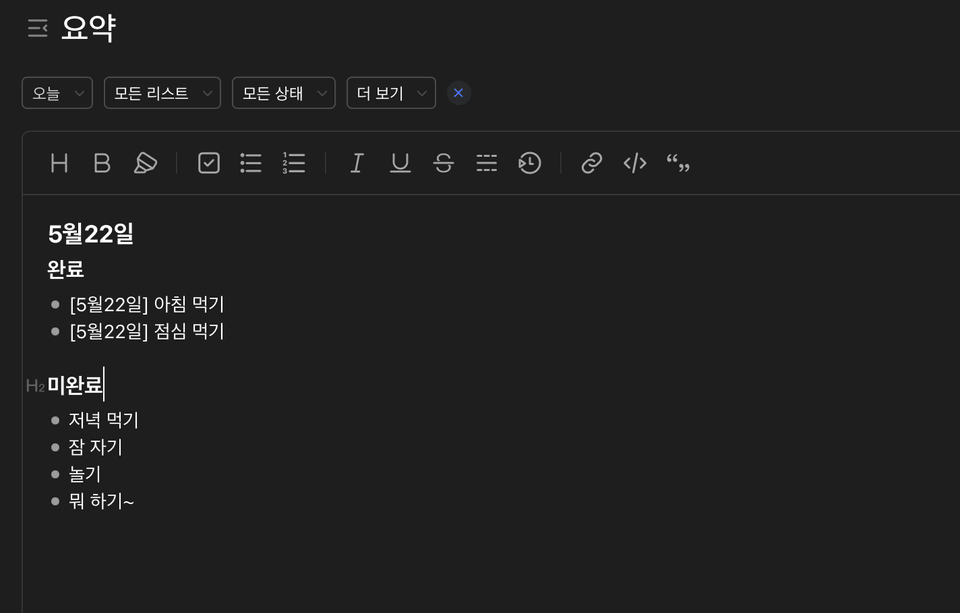 요약
오늘 모든 리스트 모든 상태 더 보기
H B I U S
5월22일
완료
[5월22일] 아침 먹기
[5월22일] 점심 먹기
H2 미완료
저녁 먹기
잠 자기
놀기
뭐 하기~